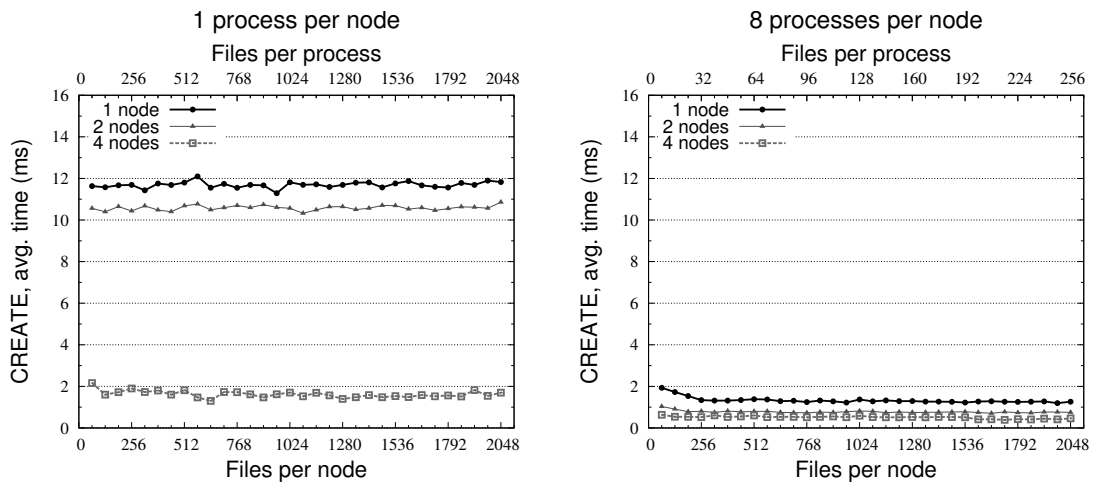 1 process per node
Files per process
0 256 512 768 1024 1280 1536 1792 2048
16
14
12
10
8
6
4
2
0
1 node
2 nodes
4 nodes
CREATE, avg. time (ms)
0 256 512 768 1024 1280 1536 1792 2048
Files per node
8 processes per node
Files per process
0 32 64 96 128 160 192 224 256
16
14
12
10
8
6
4
2
0
1 node
2 nodes
4 nodes
CREATE, avg. time (ms)
0 256 512 768 1024 1280 1536 1792 2048
Files per node